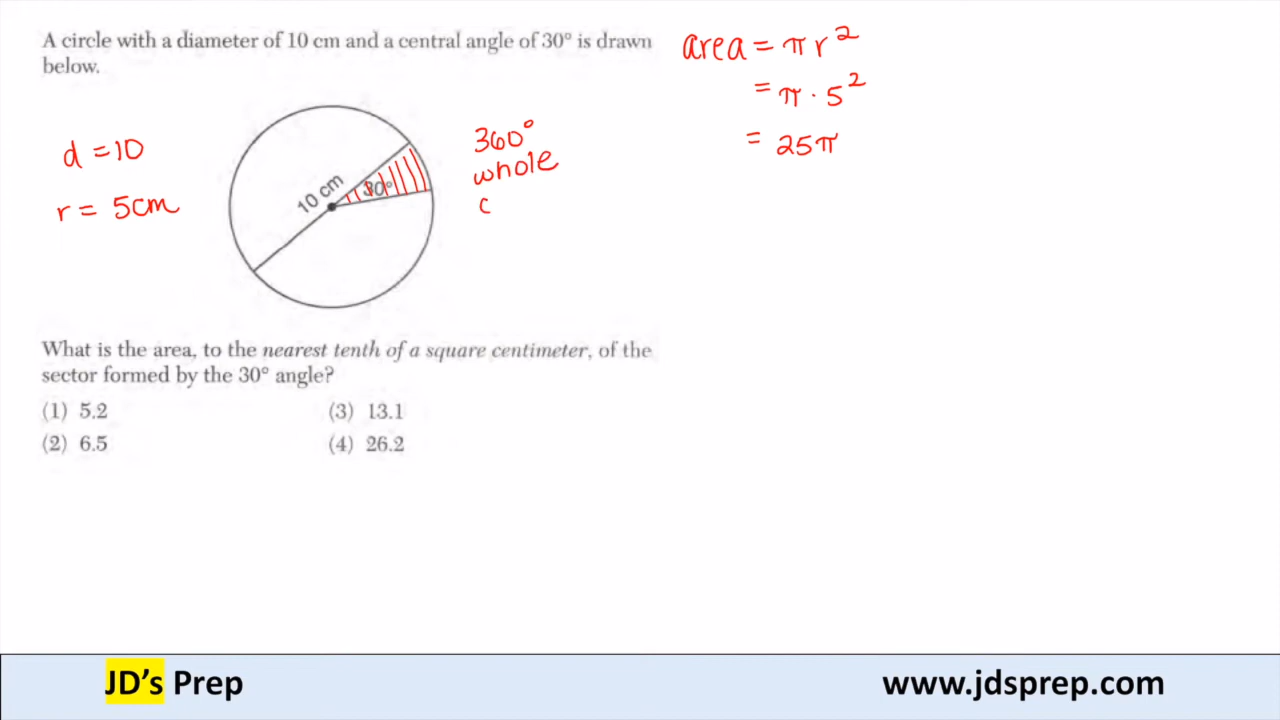 A circle with a diameter of 10 cm and a central angle of 30° is drawn
below.
area = πr²
= π · 5²
= 25π
d = 10
r = 5cm
10 cm
30°
360°
whole
c
What is the area, to the nearest tenth of a square centimeter, of the
sector formed by the 30° angle?
(1) 5.2 (3) 13.1
(2) 6.5 (4) 26.2
JD's Prep www.jdsprep.com